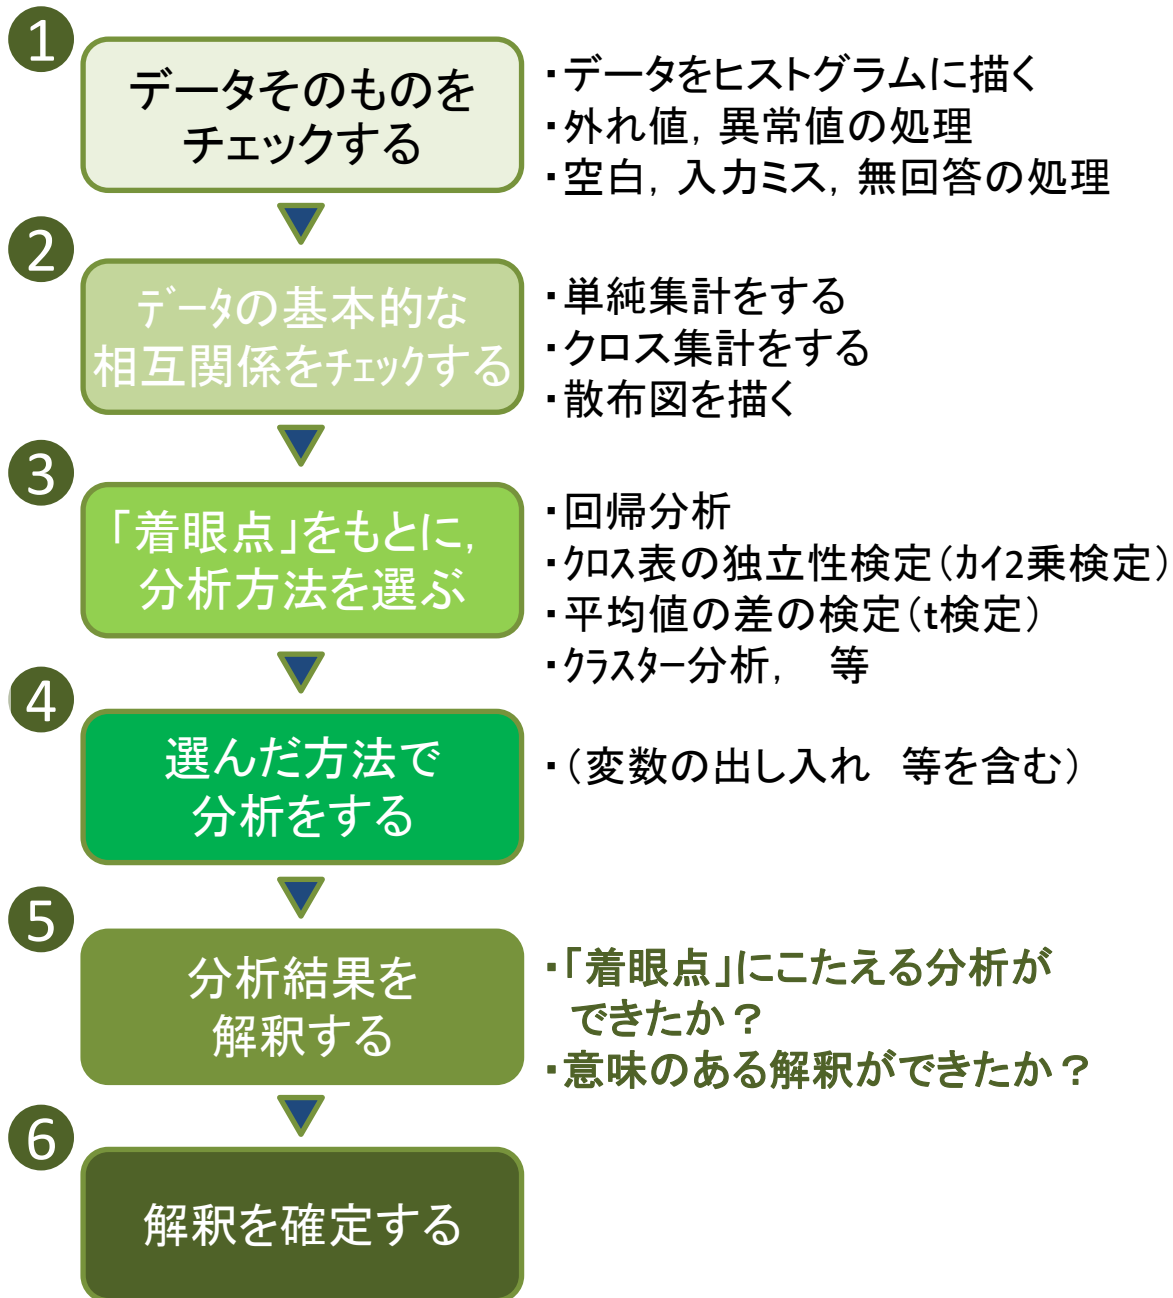 1
データそのものを
チェックする
・データをヒストグラムに描く
・外れ値，異常値の処理
・空白，入力ミス，無回答の処理
2
ﾃﾞｰﾀの基本的な
相互関係をﾁｪｯｸする
・単純集計をする
・クロス集計をする
・散布図を描く
3
「着眼点」をもとに，
分析方法を選ぶ
・回帰分析
・ｸﾛｽ表の独立性検定（ｶｲ2乗検定）
・平均値の差の検定（t検定）
・ｸﾗｽﾀｰ分析，　等
4
選んだ方法で
分析をする
・（変数の出し入れ　等を含む）
5
分析結果を
解釈する
・「着眼点」にこたえる分析が
できたか？
・意味のある解釈ができたか？
6
解釈を確定する